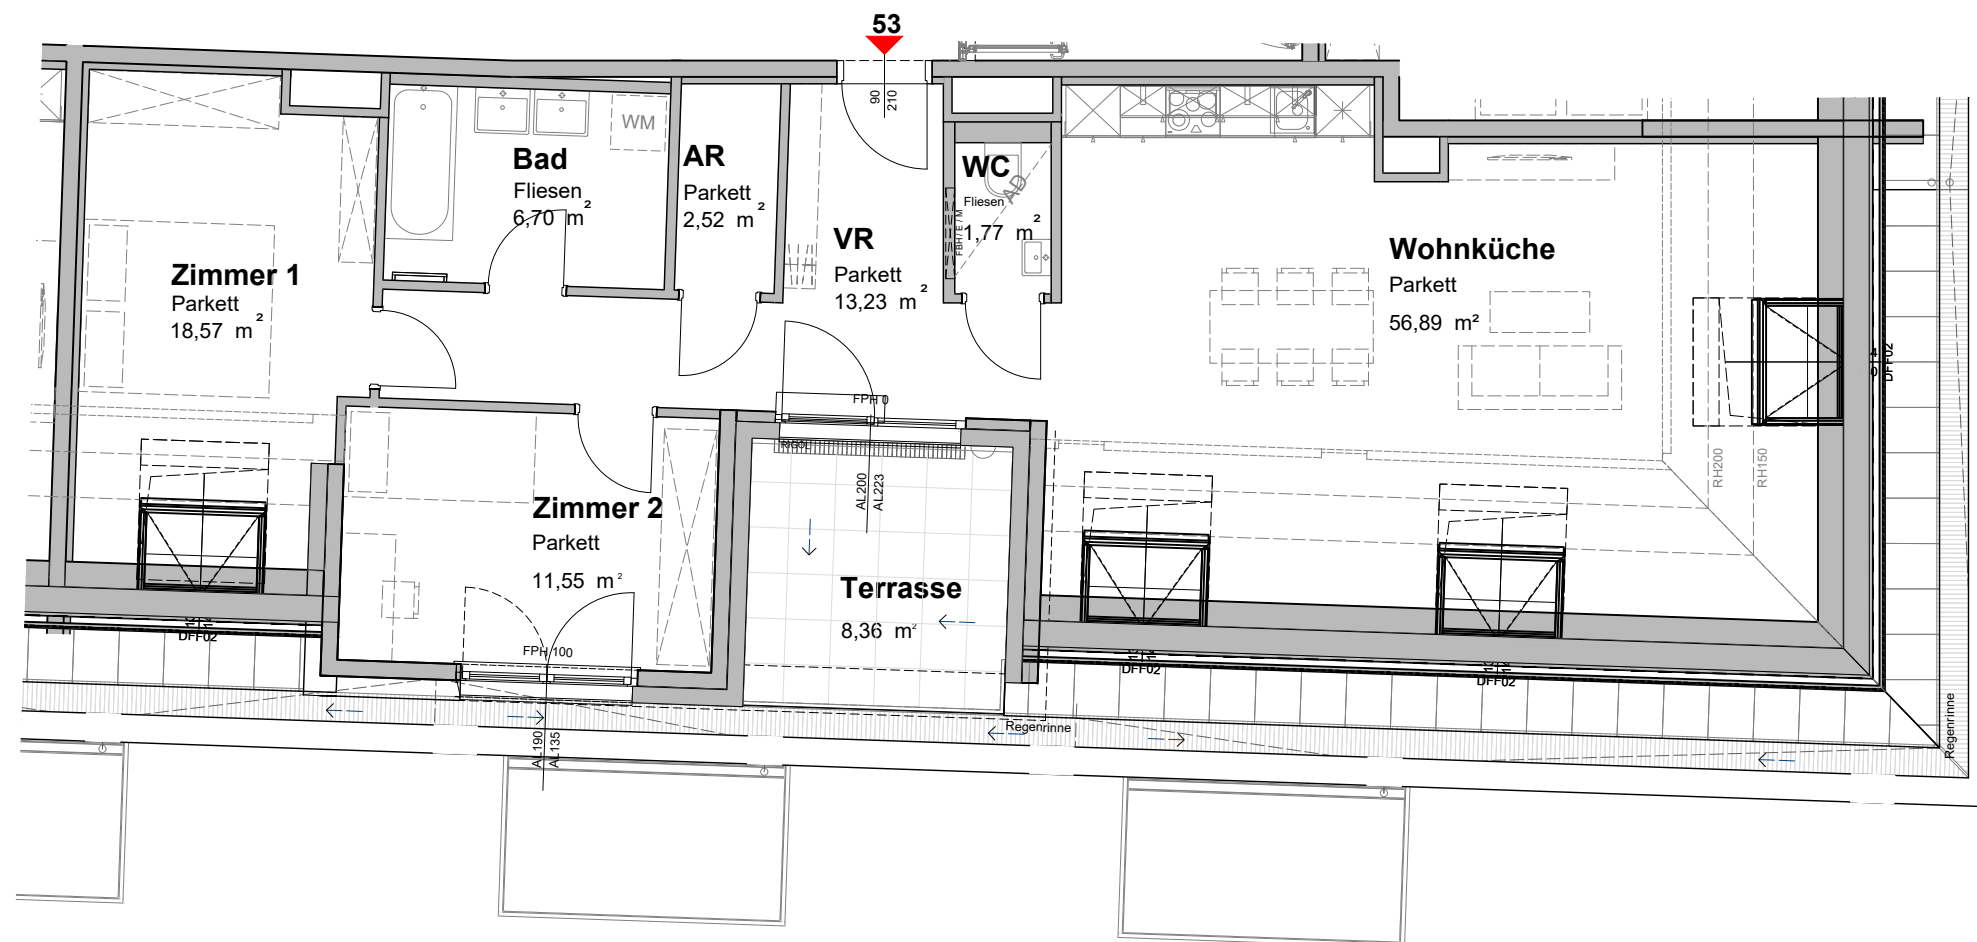 53
90
210
WM
Bad
Fliesen
6,70 m²
AR
Parkett
2,52 m²
WC
AD
Fliesen
1,77 m²
FBH / E / M
VR
Parkett
13,23 m²
Wohnküche
Parkett
56,89 m²
Zimmer 1
Parkett
18,57 m²
DFF02
FPH 0
RIGOL
AL200
AL223
RH200
RH150
Zimmer 2
Parkett
11,55 m²
Terrasse
8,36 m²
FPH 100
DFF02
DFF02
DFF02
AL190
AL135
Regenrinne
Regenrinne